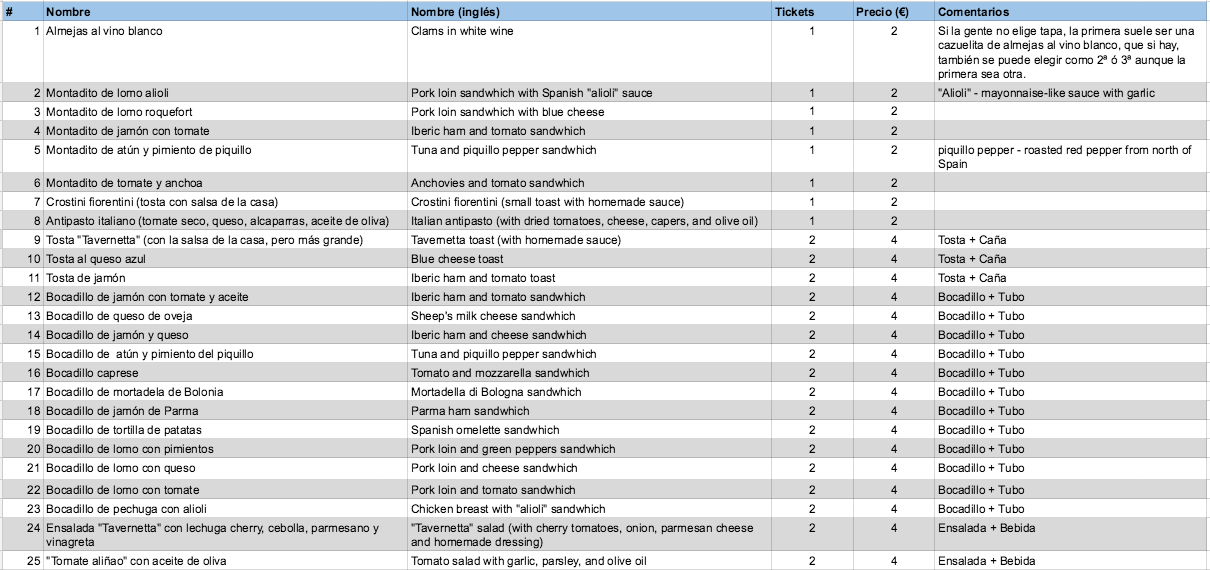 # Nombre Nombre (inglés) Tickets Precio (€) Comentarios
1 Almejas al vino blanco Clams in white wine 1 2 Si la gente no elige tapa, la primera suele ser una
cazuelita de almejas al vino blanco, que si hay,
también se puede elegir como 2ª ó 3ª aunque la
primera sea otra.
2 Montadito de lomo alioli Pork loin sandwhich with Spanish "alioli" sauce 1 2 "Alioli" - mayonnaise-like sauce with garlic
3 Montadito de lomo roquefort Pork loin sandwhich with blue cheese 1 2
4 Montadito de jamón con tomate Iberic ham and tomato sandwhich 1 2
5 Montadito de atún y pimiento de piquillo Tuna and piquillo pepper sandwhich 1 2 piquillo pepper - roasted red pepper from north of
Spain
6 Montadito de tomate y anchoa Anchovies and tomato sandwhich 1 2
7 Crostini fiorentini (tosta con salsa de la casa) Crostini fiorentini (small toast with homemade sauce) 1 2
8 Antipasto italiano (tomate seco, queso, alcaparras, aceite de oliva) Italian antipasto (with dried tomatoes, cheese, capers, and olive oil) 1 2
9 Tosta "Tavernetta" (con la salsa de la casa, pero más grande) Tavernetta toast (with homemade sauce) 2 4 Tosta + Caña
10 Tosta al queso azul Blue cheese toast 2 4 Tosta + Caña
11 Tosta de jamón Iberic ham and tomato toast 2 4 Tosta + Caña
12 Bocadillo de jamón con tomate y aceite Iberic ham and tomato sandwhich 2 4 Bocadillo + Tubo
13 Bocadillo de queso de oveja Sheep's milk cheese sandwhich 2 4 Bocadillo + Tubo
14 Bocadillo de jamón y queso Iberic ham and cheese sandwhich 2 4 Bocadillo + Tubo
15 Bocadillo de atún y pimiento del piquillo Tuna and piquillo pepper sandwhich 2 4 Bocadillo + Tubo
16 Bocadillo caprese Tomato and mozzarella sandwhich 2 4 Bocadillo + Tubo
17 Bocadillo de mortadela de Bolonia Mortadella di Bologna sandwhich 2 4 Bocadillo + Tubo
18 Bocadillo de jamón de Parma Parma ham sandwhich 2 4 Bocadillo + Tubo
19 Bocadillo de tortilla de patatas Spanish omelette sandwhich 2 4 Bocadillo + Tubo
20 Bocadillo de lomo con pimientos Pork loin and green peppers sandwhich 2 4 Bocadillo + Tubo
21 Bocadillo de lomo con queso Pork loin and cheese sandwhich 2 4 Bocadillo + Tubo
22 Bocadillo de lomo con tomate Pork loin and tomato sandwhich 2 4 Bocadillo + Tubo
23 Bocadillo de pechuga con alioli Chicken breast with "alioli" sandwhich 2 4 Bocadillo + Tubo
24 Ensalada "Tavernetta" con lechuga cherry, cebolla, parmesano y "Tavernetta" salad (with cherry tomatoes, onion, parmesan cheese 2 4 Ensalada + Bebida
vinagreta and homemade dressing)
25 "Tomate aliñao" con aceite de oliva Tomato salad with garlic, parsley, and olive oil 2 4 Ensalada + Bebida